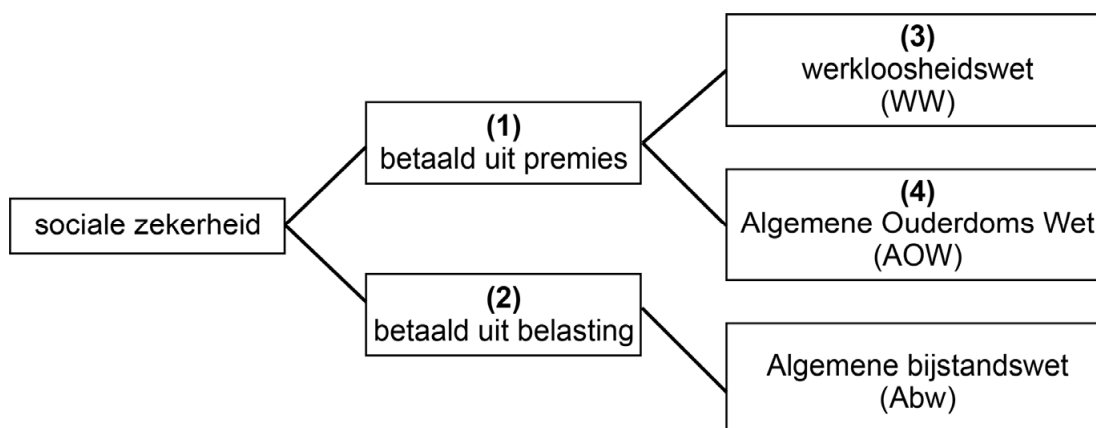 sociale zekerheid
(1)
betaald uit premies
(2)
betaald uit belasting
(3)
werkloosheidswet
(WW)
(4)
Algemene Ouderdoms Wet
(AOW)
Algemene bijstandswet
(Abw)